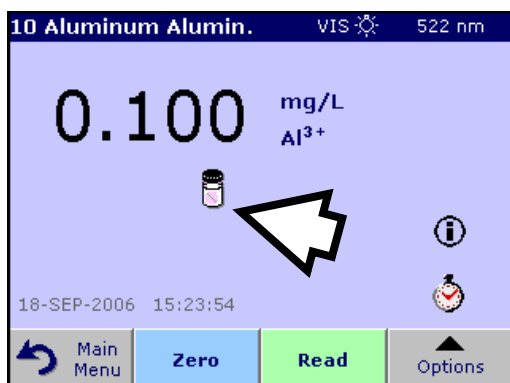 10 Aluminum Alumin. VIS 522 nm
0.100 mg/L
Al3+
18-SEP-2006 15:23:54
Main Menu Zero Read Options